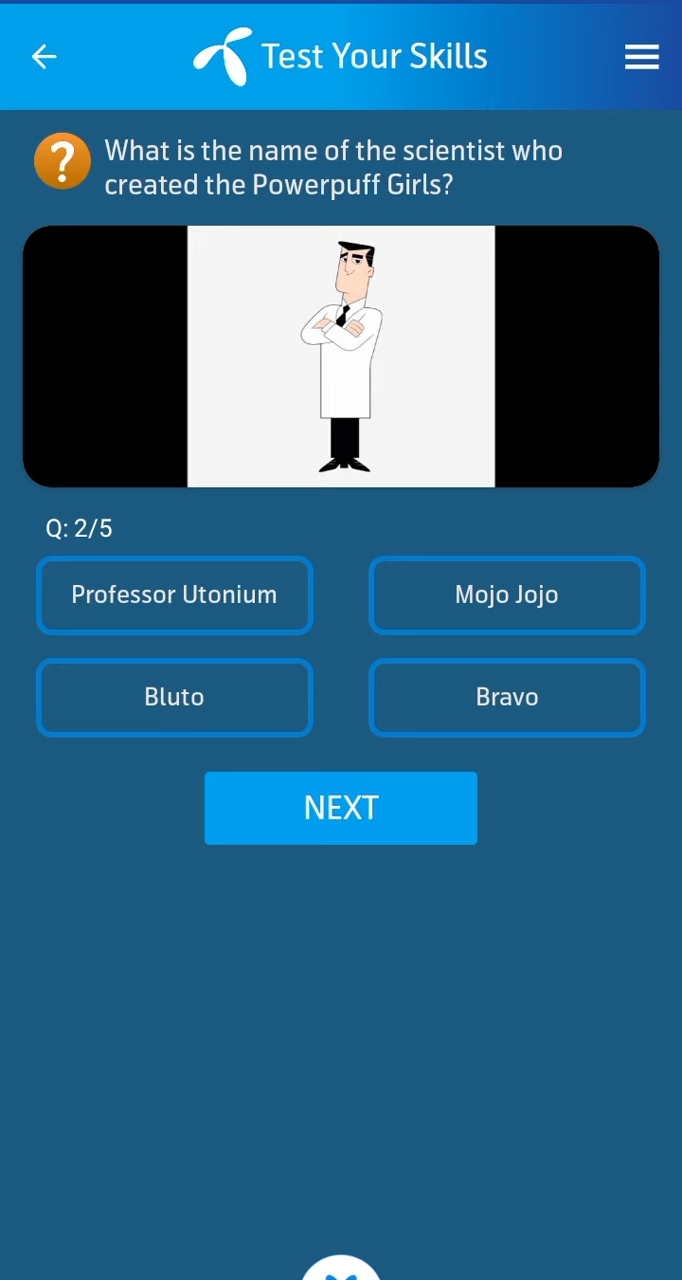 Test Your Skills
What is the name of the scientist who
created the Powerpuff Girls?
Q: 2/5
Professor Utonium
Mojo Jojo
Bluto
Bravo
NEXT